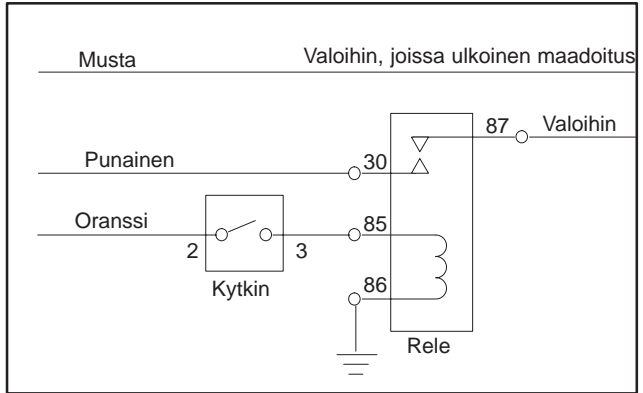 Musta
Valoihin, joissa ulkoinen maadoitus
87
Valoihin
Punainen
30
Oranssi
85
2
3
Kytkin
86
Rele